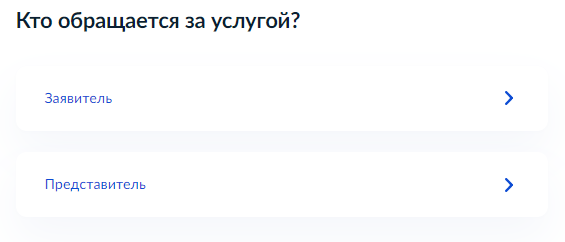 Кто обращается за услугой?
Заявитель
Представитель